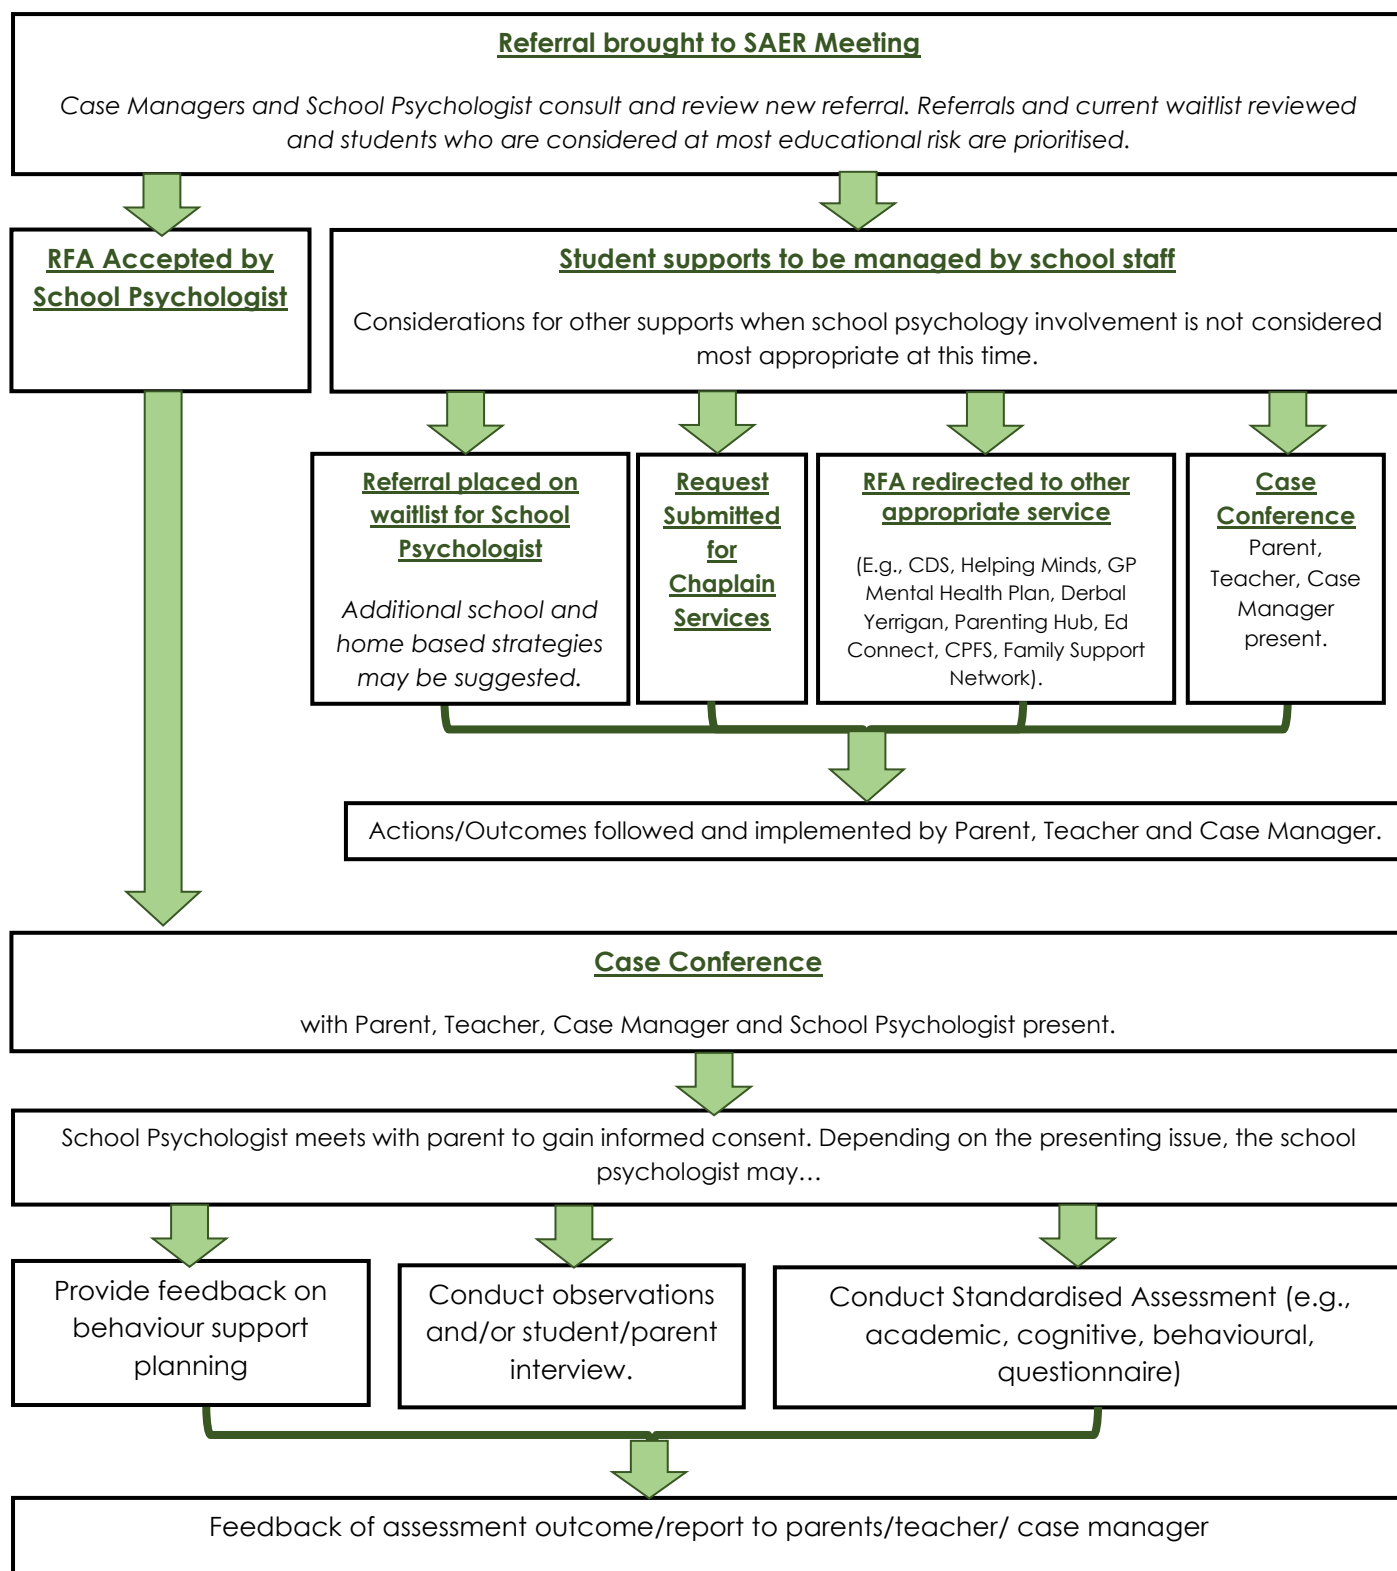 Referral brought to SAER Meeting
Case Managers and School Psychologist consult and review new referral. Referrals and current waitlist reviewed
and students who are considered at most educational risk are prioritised.
RFA Accepted by
School Psychologist
Student supports to be managed by school staff
Considerations for other supports when school psychology involvement is not considered
most appropriate at this time.
Referral placed on
waitlist for School
Psychologist
Additional school and
home based strategies
may be suggested.
Request
Submitted
for
Chaplain
Services
RFA redirected to other
appropriate service
(E.g., CDS, Helping Minds, GP
Mental Health Plan, Derbal
Yerrigan, Parenting Hub, Ed
Connect, CPFS, Family Support
Network).
Case
Conference
Parent,
Teacher, Case
Manager
present.
Actions/Outcomes followed and implemented by Parent, Teacher and Case Manager.
Case Conference
with Parent, Teacher, Case Manager and School Psychologist present.
School Psychologist meets with parent to gain informed consent. Depending on the presenting issue, the school
psychologist may…
Provide feedback on
behaviour support
planning
Conduct observations
and/or student/parent
interview.
Conduct Standardised Assessment (e.g.,
academic, cognitive, behavioural,
questionnaire)
Feedback of assessment outcome/report to parents/teacher/ case manager